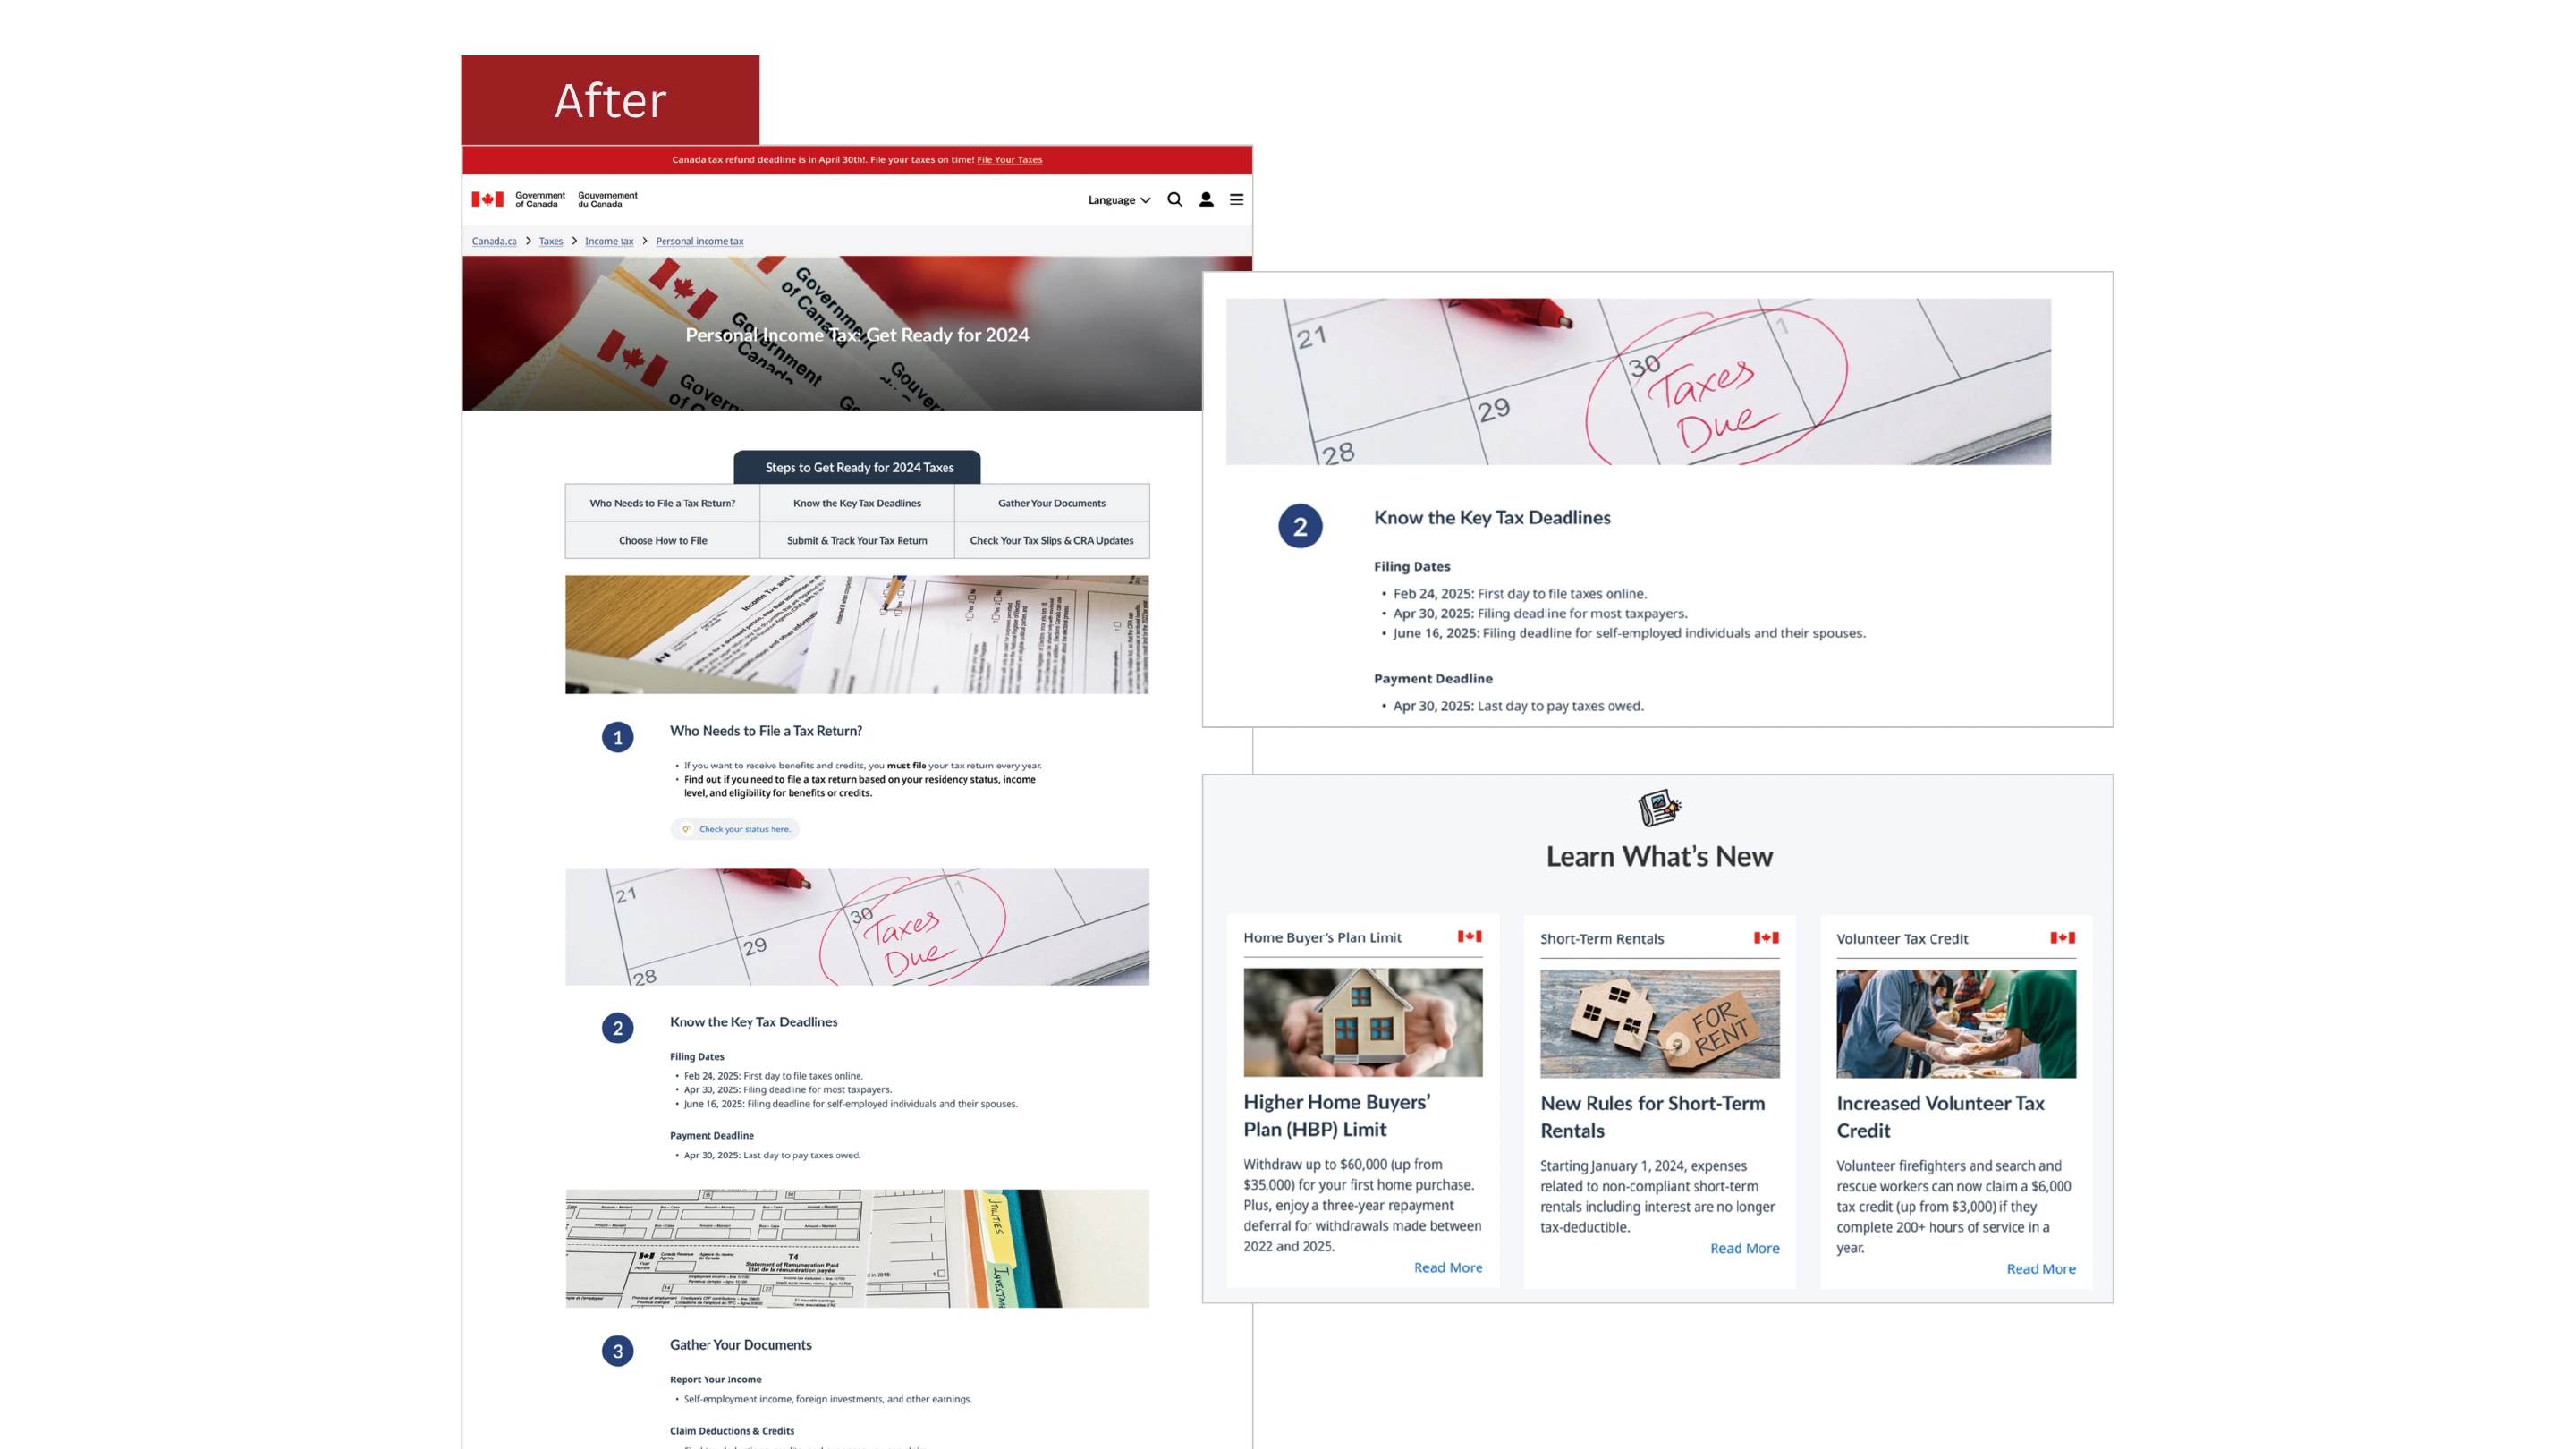 After
Canada tax refund deadline is in April 30th!. File your taxes on time! File Your Taxes
Government of Canada
Gouvernement du Canada
Language
Canada.ca > Taxes > Income tax > Personal income tax
Personal Income Tax: Get Ready for 2024
Government of Canada
Government of Canada
Steps to Get Ready for 2024 Taxes
Who Needs to File a Tax Return?
Know the Key Tax Deadlines
Gather Your Documents
Choose How to File
Submit & Track Your Tax Return
Check Your Tax Slips & CRA Updates
1
Who Needs to File a Tax Return?
• If you want to receive benefits and credits, you must file your tax return every year.
• Find out if you need to file a tax return based on your residency status, income
level, and eligibility for benefits or credits.
Check your status here.
21
28
29
30
1
Taxes
Due
2
Know the Key Tax Deadlines
Filing Dates
• Feb 24, 2025: First day to file taxes online.
• Apr 30, 2025: Filing deadline for most taxpayers.
• June 16, 2025: Filing deadline for self-employed individuals and their spouses.
Payment Deadline
• Apr 30, 2025: Last day to pay taxes owed.
T4
Statement of Remuneration Paid
État de la rémunération payée
UTILITIES
3
Gather Your Documents
Report Your Income
• Self-employment income, foreign investments, and other earnings.
Claim Deductions & Credits
21
28
29
30
1
Taxes
Due
2
Know the Key Tax Deadlines
Filing Dates
• Feb 24, 2025: First day to file taxes online.
• Apr 30, 2025: Filing deadline for most taxpayers.
• June 16, 2025: Filing deadline for self-employed individuals and their spouses.
Payment Deadline
• Apr 30, 2025: Last day to pay taxes owed.
Learn What's New
Home Buyer's Plan Limit
Higher Home Buyers'
Plan (HBP) Limit
Withdraw up to $60,000 (up from
$35,000) for your first home purchase.
Plus, enjoy a three-year repayment
deferral for withdrawals made between
2022 and 2025.
Read More
Short-Term Rentals
FOR
RENT
New Rules for Short-Term
Rentals
Starting January 1, 2024, expenses
related to non-compliant short-term
rentals including interest are no longer
tax-deductible.
Read More
Volunteer Tax Credit
Increased Volunteer Tax
Credit
Volunteer firefighters and search and
rescue workers can now claim a $6,000
tax credit (up from $3,000) if they
complete 200+ hours of service in a
year.
Read More